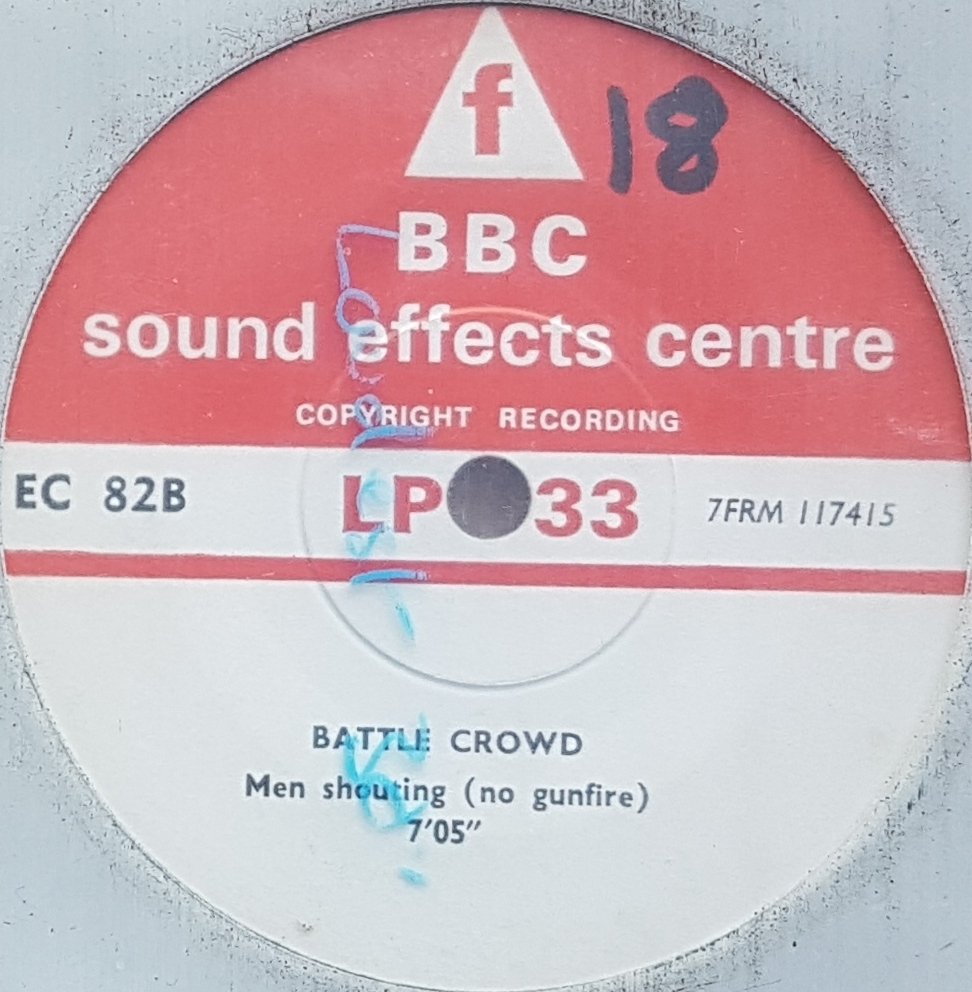 f
18
BBC
sound effects centre
COPYRIGHT RECORDING
EC 82B
LP 33
7FRM 117415
BATTLE CROWD
Men shouting (no gunfire)
7'05"